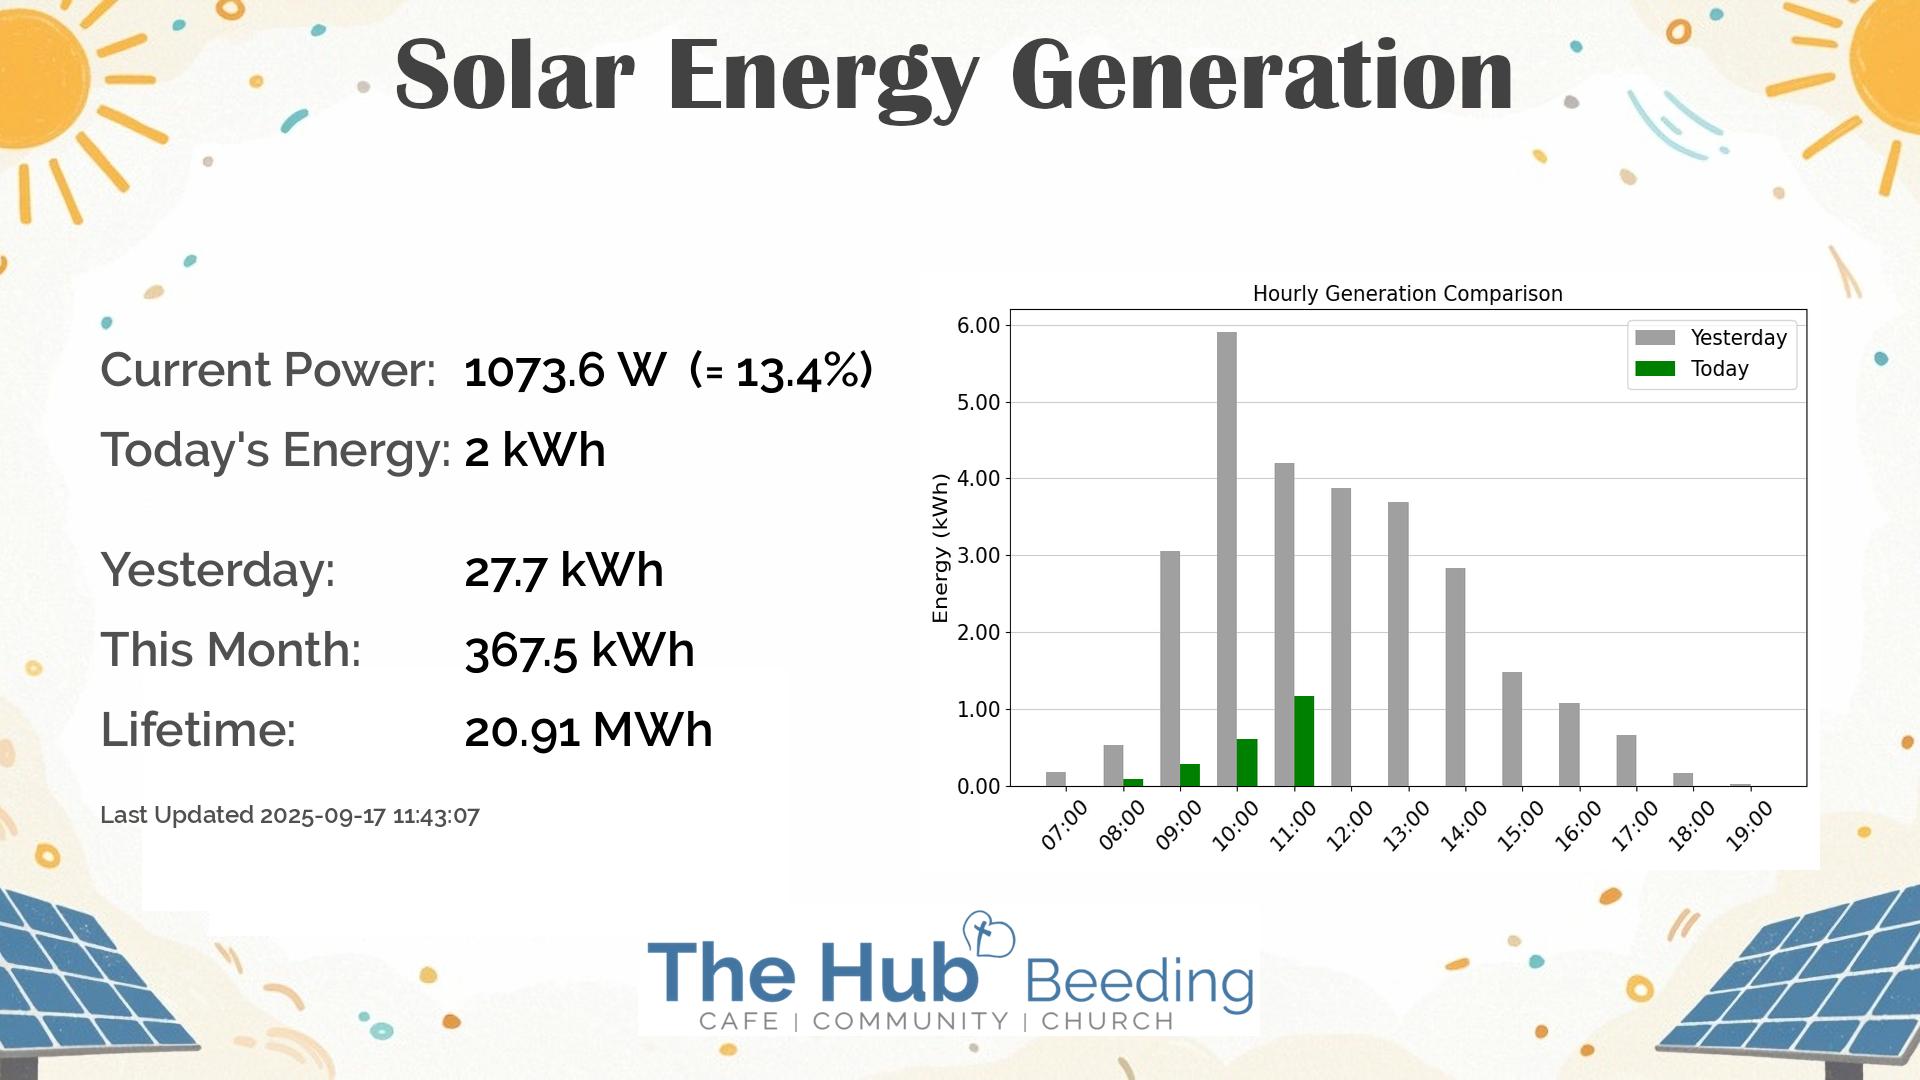 Solar Energy Generation
Current Power: 1073.6 W (= 13.4%)
Today's Energy: 2 kWh
Yesterday: 27.7 kWh
This Month: 367.5 kWh
Lifetime: 20.91 MWh
Last Updated 2025-09-17 11:43:07
Hourly Generation Comparison
Yesterday
Today
Energy (kWh)
6.00
5.00
4.00
3.00
2.00
1.00
0.00
07:00 08:00 09:00 10:00 11:00 12:00 13:00 14:00 15:00 16:00 17:00 18:00 19:00
The Hub Beeding
CAFE | COMMUNITY | CHURCH